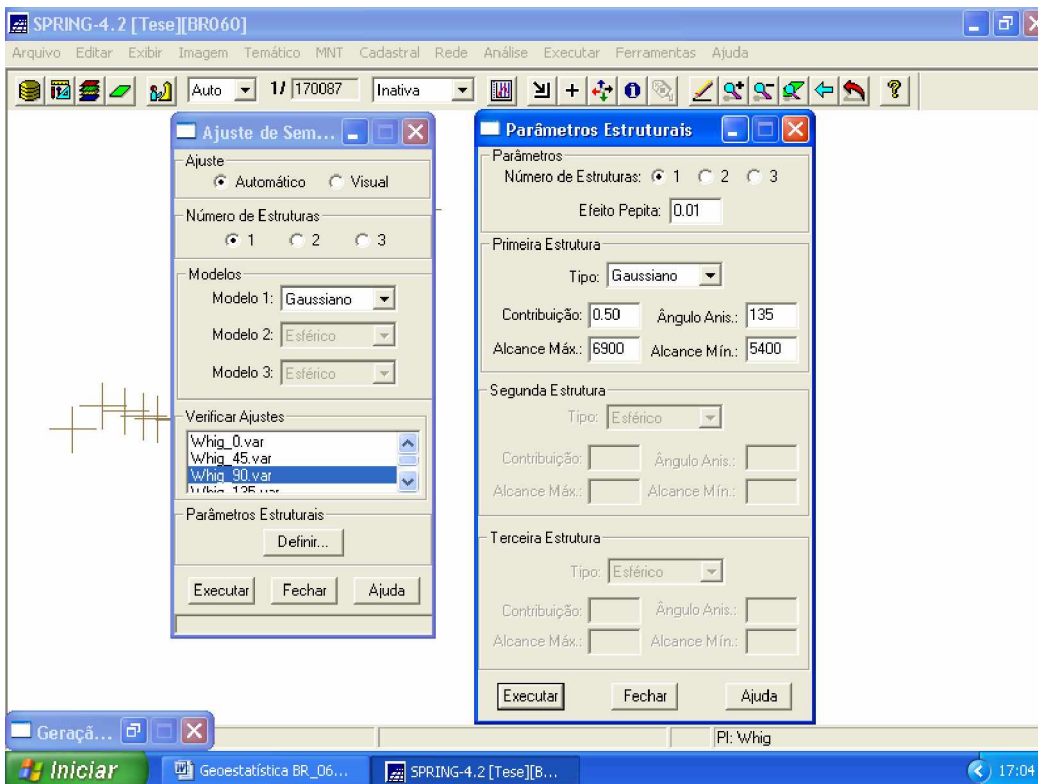 SPRING-4.2 [Tese][BR060]
Arquivo Editar Exibir Imagem Temático MNT Cadastral Rede Análise Executar Ferramentas Ajuda
Auto 1/ 170087 Inativa
Ajuste de Sem...
Ajuste
Automático Visual
Número de Estruturas
1 2 3
Modelos
Modelo 1: Gaussiano
Modelo 2: Esférico
Modelo 3: Esférico
Verificar Ajustes
Whig_0.var
Whig_45.var
Whig_90.var
Whig_135.var
Parâmetros Estruturais
Definir...
Executar Fechar Ajuda
Parâmetros Estruturais
Parâmetros
Número de Estruturas: 1 2 3
Efeito Pepita: 0.01
Primeira Estrutura
Tipo: Gaussiano
Contribuição: 0.50 Ângulo Anis.: 135
Alcance Máx.: 6900 Alcance Mín.: 5400
Segunda Estrutura
Tipo: Esférico
Contribuição: Ângulo Anis.:
Alcance Máx.: Alcance Mín.:
Terceira Estrutura
Tipo: Esférico
Contribuição: Ângulo Anis.:
Alcance Máx.: Alcance Mín.:
Executar Fechar Ajuda
Geraçã...
PI: Whig
Iniciar Geoestatística BR_06... SPRING-4.2 [Tese][B... 17:04